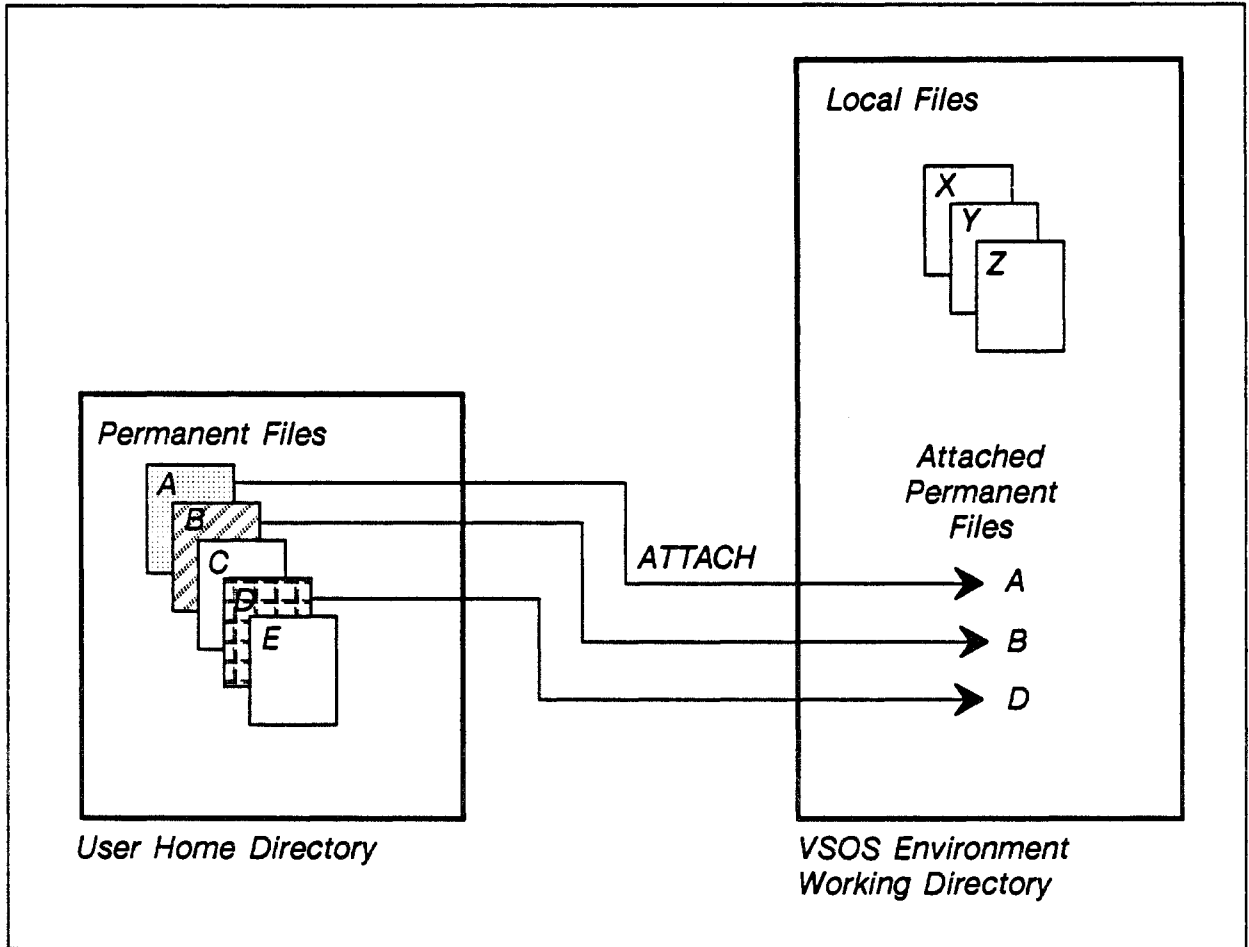 Local Files
X
Y
Z
Permanent Files
A
B
C
D
E
ATTACH
Attached
Permanent
Files
A
B
D
User Home Directory
VSOS Environment
Working Directory